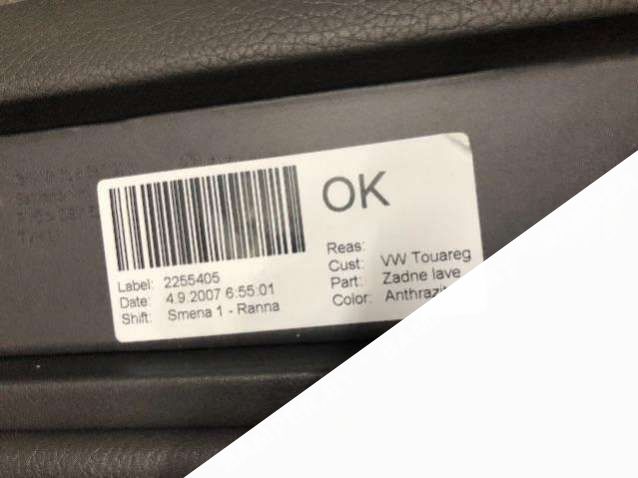 OK
Label: 2255405
Date: 4.9.2007 6:55:01
Shift: Smena 1 - Ranna
Reas:
Cust: VW Touareg
Part: Zadne lave
Color: